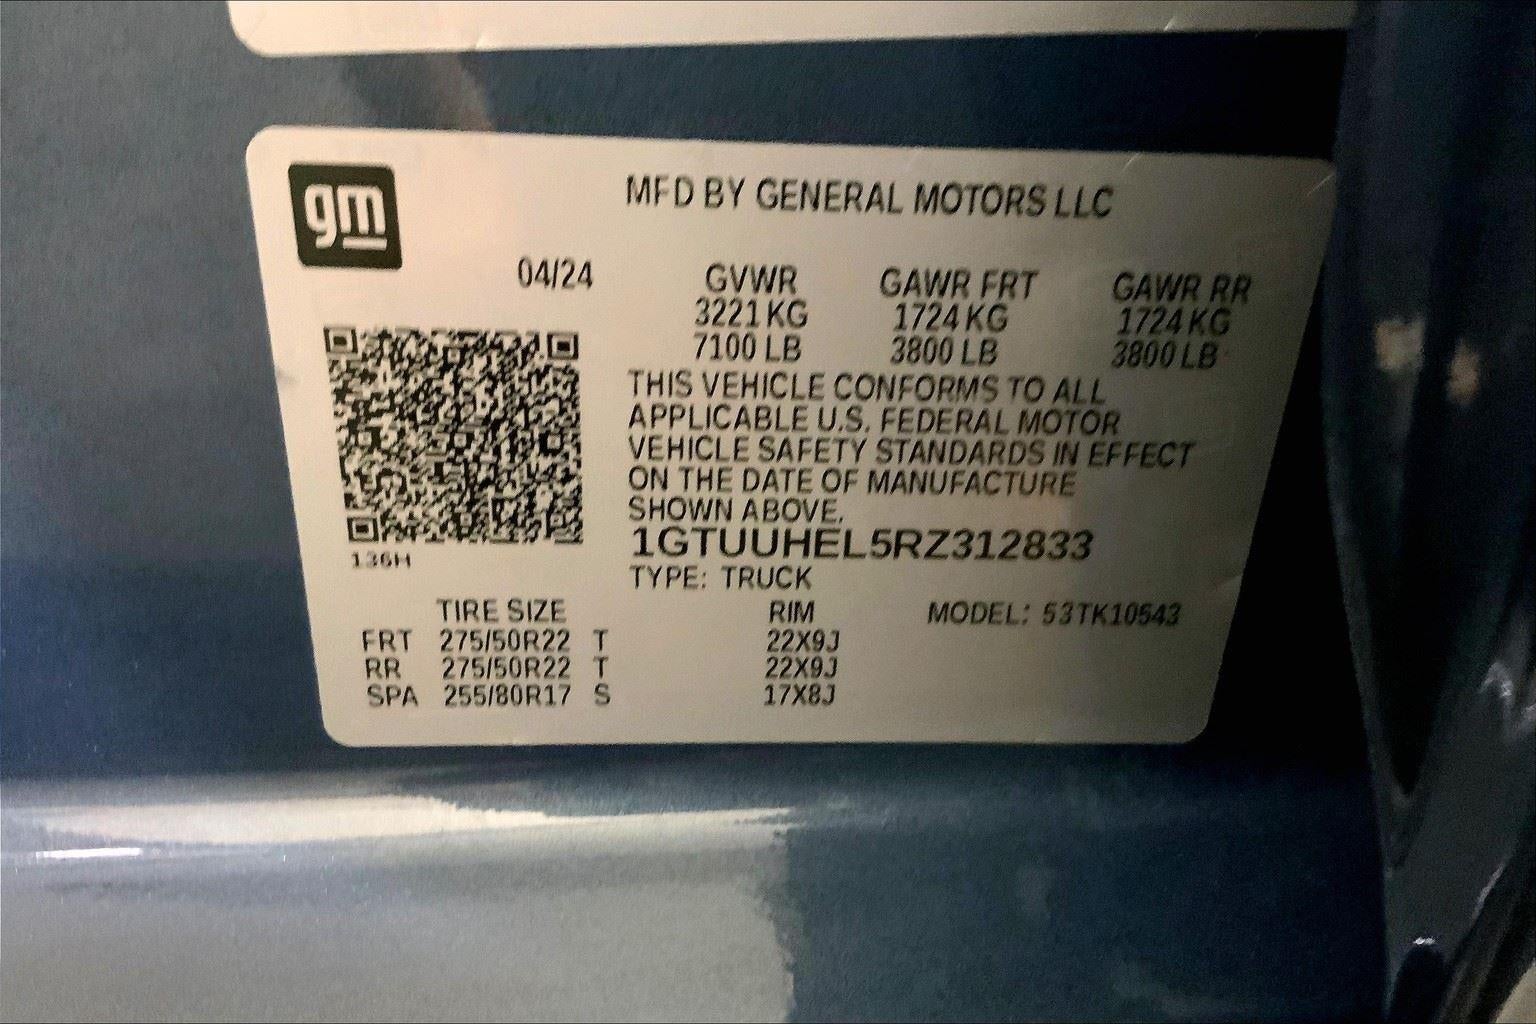 gm
MFD BY GENERAL MOTORS LLC
04/24
GVWR GAWR FRT GAWR RR
3221 KG 1724 KG 1724 KG
7100 LB 3800 LB 3800 LB
THIS VEHICLE CONFORMS TO ALL
APPLICABLE U.S. FEDERAL MOTOR
VEHICLE SAFETY STANDARDS IN EFFECT
ON THE DATE OF MANUFACTURE
SHOWN ABOVE.
1GTUUHEL5RZ312833
136H
TYPE: TRUCK
TIRE SIZE RIM MODEL: 53TK10543
FRT 275/50R22 T 22X9J
RR 275/50R22 T 22X9J
SPA 255/80R17 S 17X8J